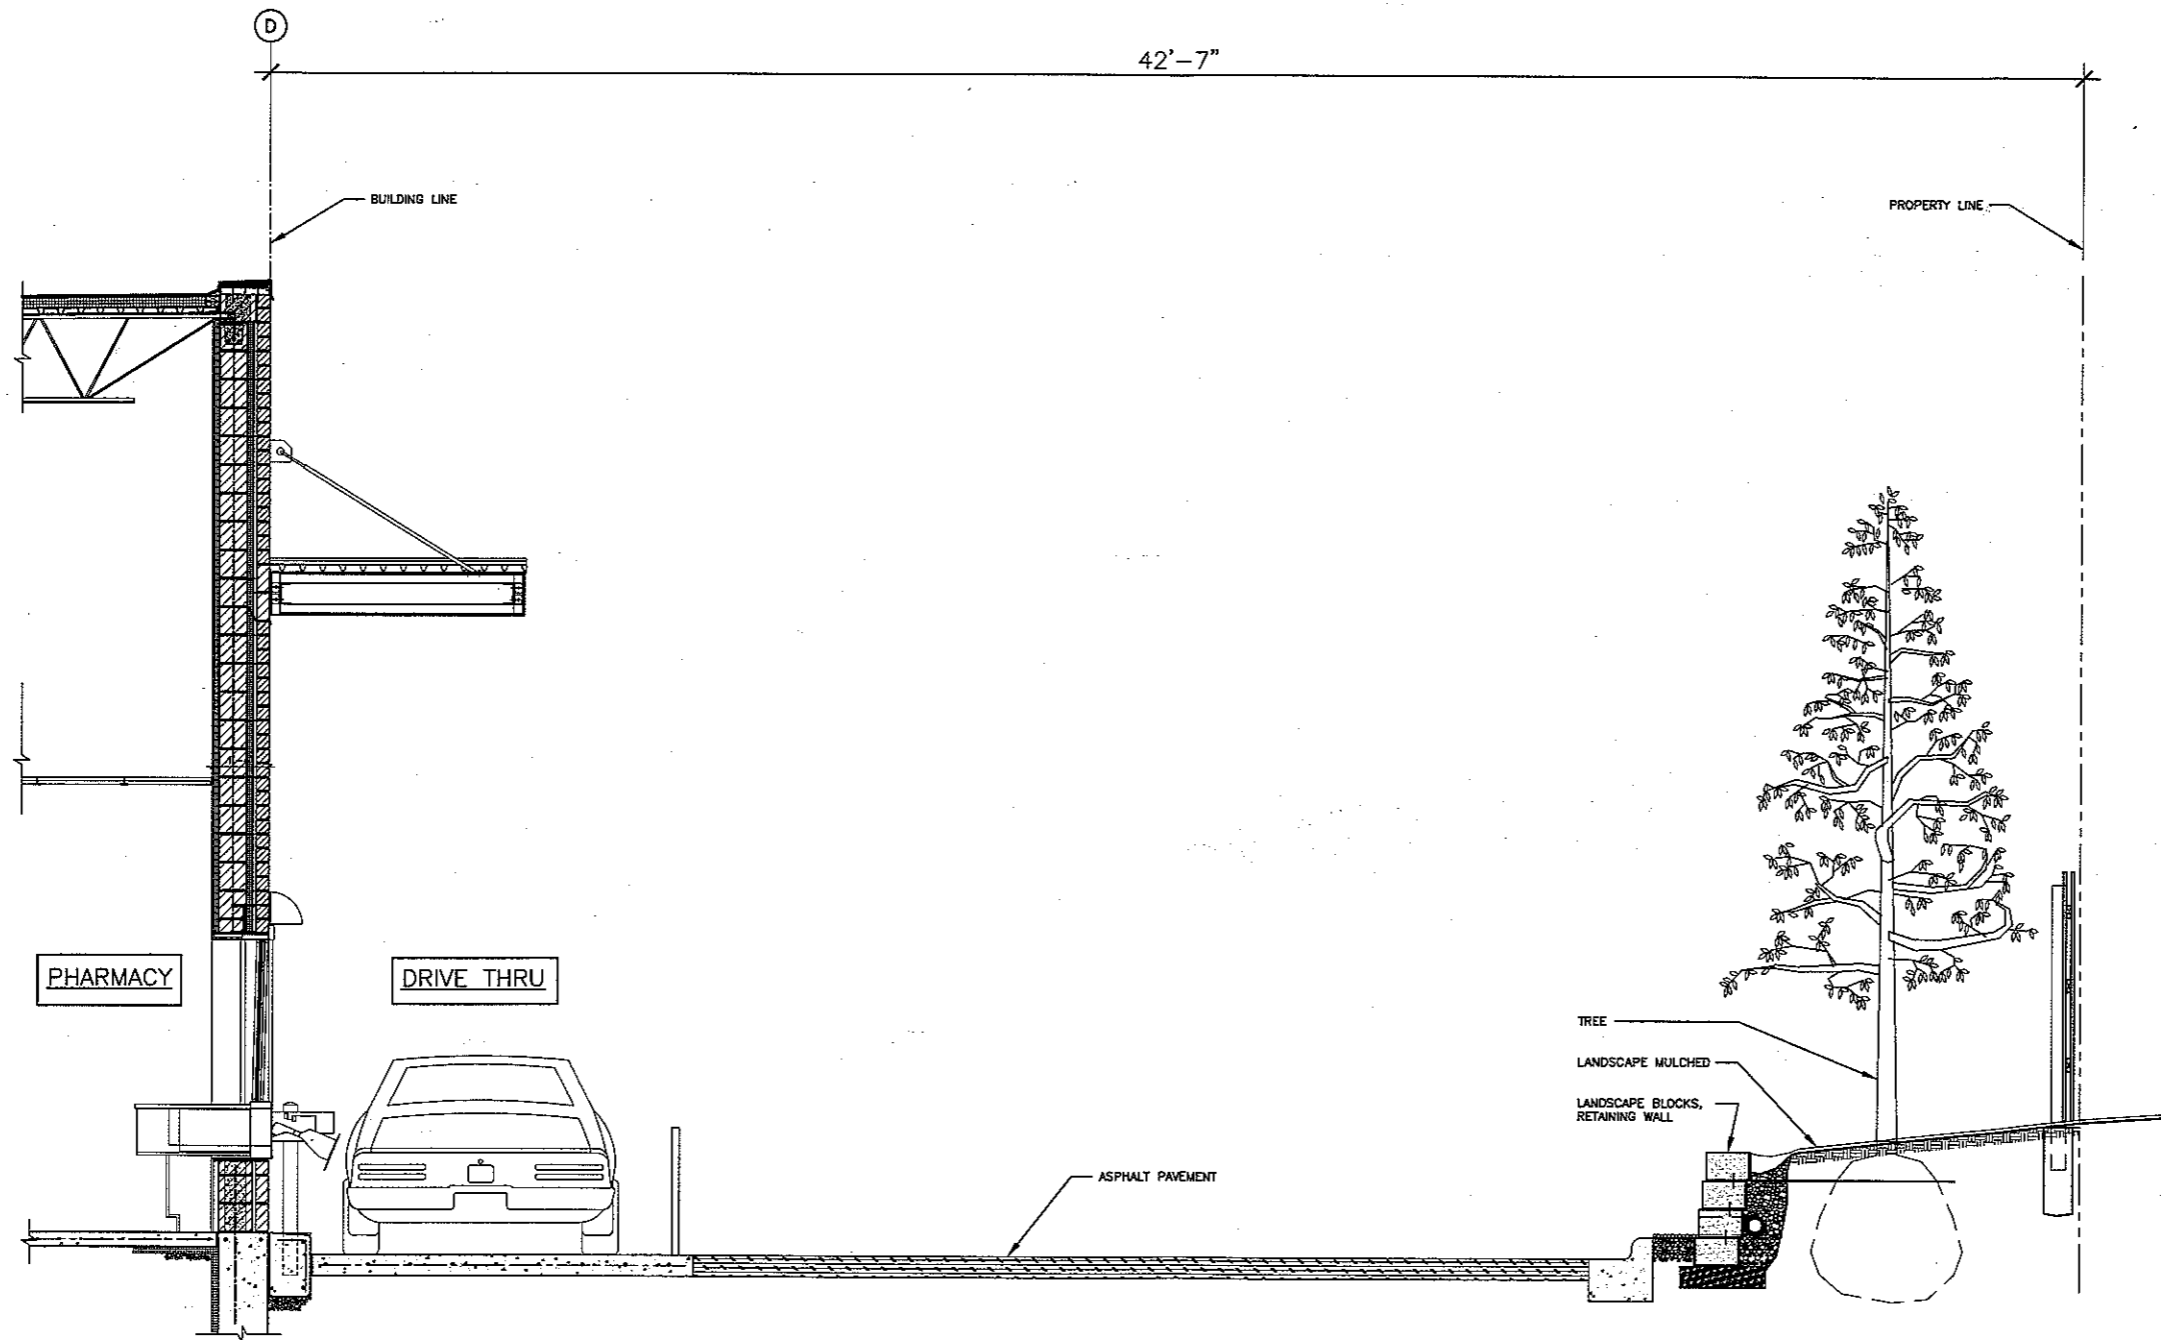 D
42'-7"
BUILDING LINE
PROPERTY LINE
PHARMACY
DRIVE THRU
TREE
LANDSCAPE MULCHED
LANDSCAPE BLOCKS,
RETAINING WALL
ASPHALT PAVEMENT